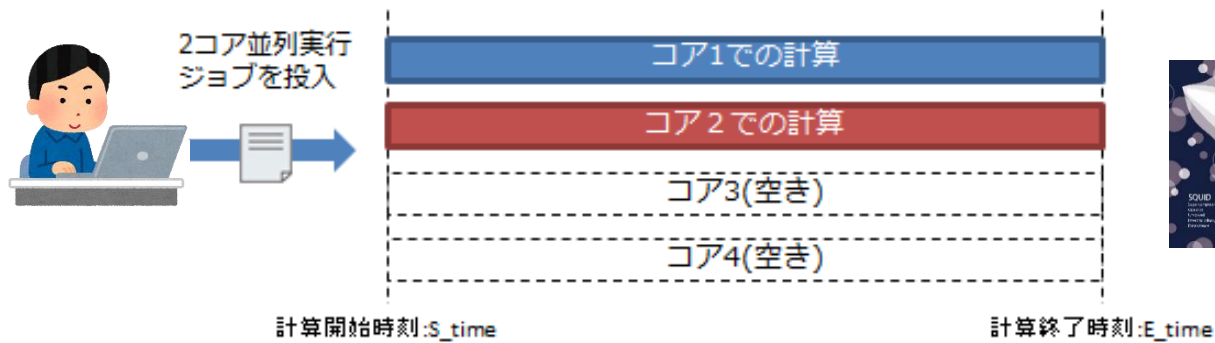 2コア並列実行
ジョブを投入
コア1での計算
コア２での計算
コア3(空き)
コア4(空き)
SQUID
計算開始時刻:S_time
計算終了時刻:E_time